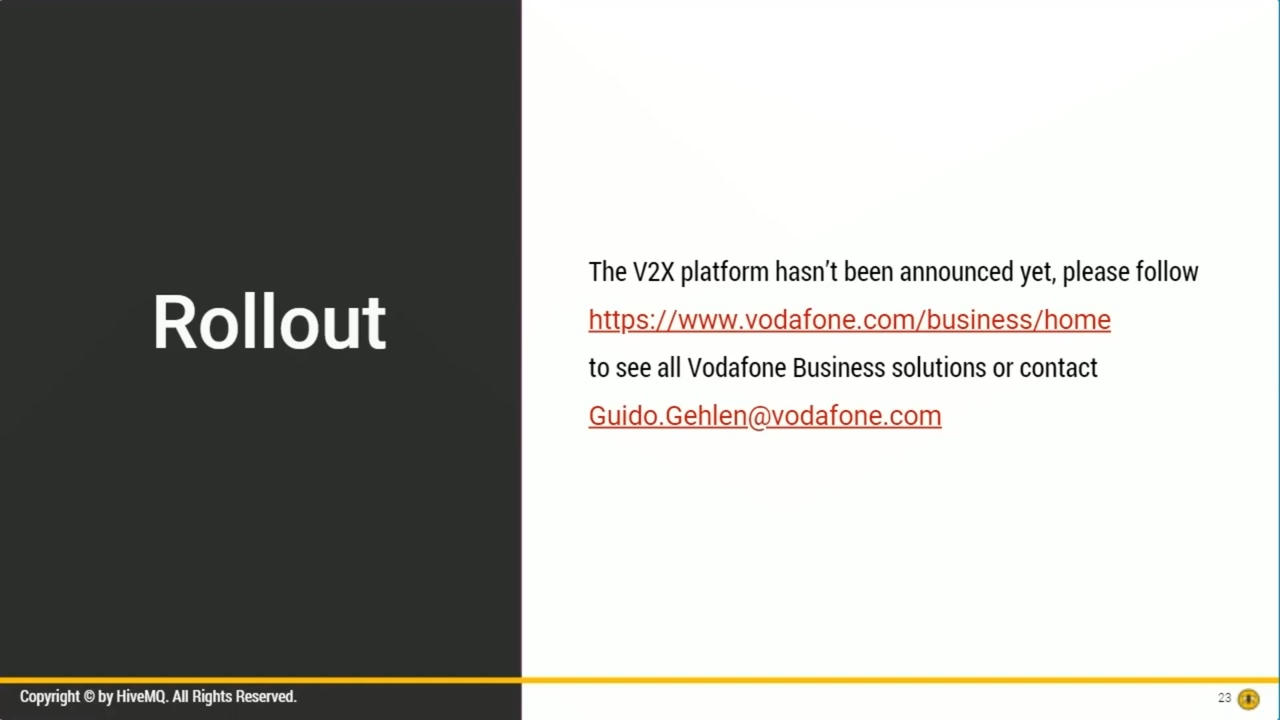 Rollout
The V2X platform hasn’t been announced yet, please follow
https://www.vodafone.com/business/home
to see all Vodafone Business solutions or contact
Guido.Gehlen@vodafone.com
Copyright © by HiveMQ. All Rights Reserved.
23